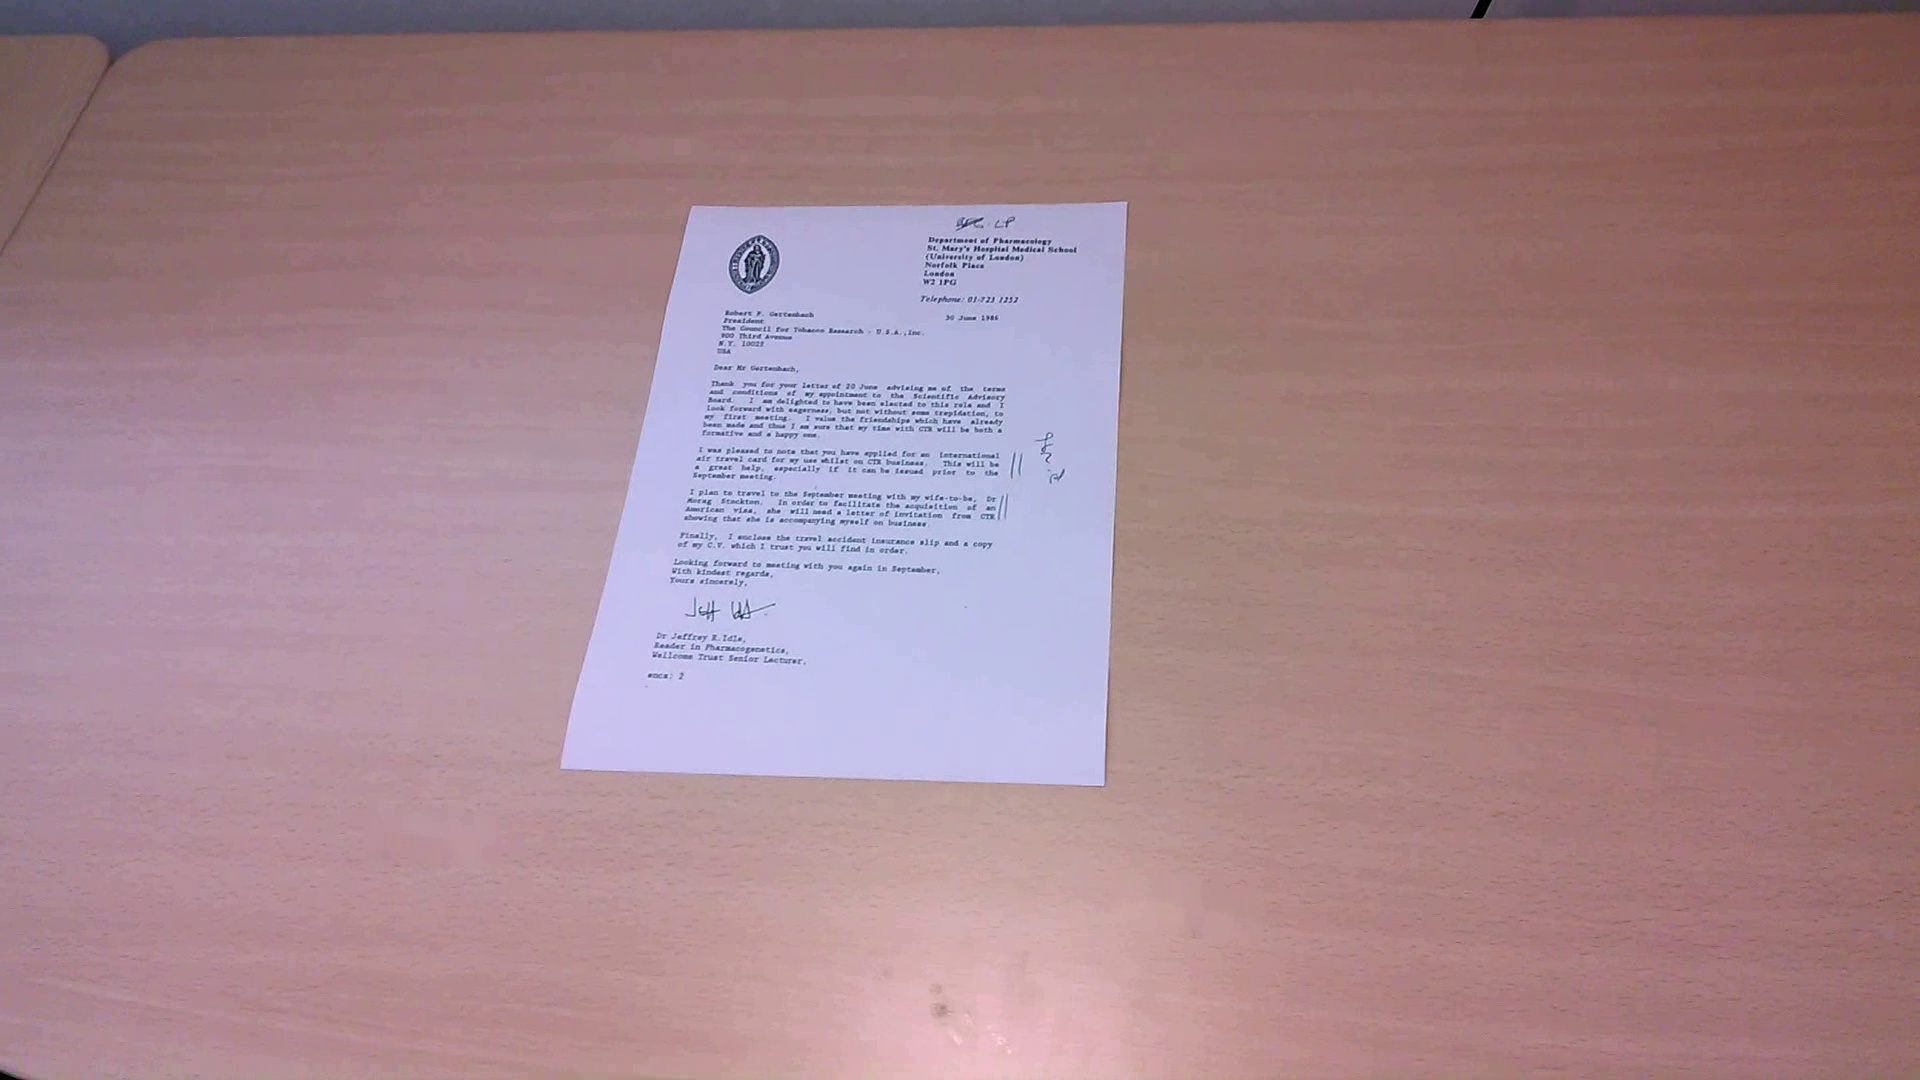 Department of Pharmacology
St. Mary's Hospital Medical School
(University of London)
Norfolk Place
London
W2 1PG
Telephone: 01-723 1252
30 June 1986
Robert F. Gertenbach
President
The Council for Tobacco Research - U.S.A.,Inc.
900 Third Avenue
N.Y. 10022
USA
Dear Mr Gertenbach,
Thank you for your letter of 20 June advising me of the terms
and conditions of my appointment to the Scientific Advisory
Board. I am delighted to have been elected to this role and I
look forward with eagerness, but not without some trepidation, to
my first meeting. I value the friendships which have already
been made and thus I am sure that my time with CTR will be both a
formative and a happy one.
I was pleased to note that you have applied for an international
air travel card for my use whilst on CTR business. This will be
a great help, especially if it can be issued prior to the
September meeting.
I plan to travel to the September meeting with my wife-to-be, Dr
Morag Stockton. In order to facilitate the acquisition of an
American visa, she will need a letter of invitation from CTR
showing that she is accompanying myself on business.
Finally, I enclose the travel accident insurance slip and a copy
of my C.V. which I trust you will find in order.
Looking forward to meeting with you again in September,
With kindest regards,
Yours sincerely,
Dr Jeffrey R.Idle,
Reader in Pharmacogenetics,
Wellcome Trust Senior Lecturer.
encs: 2